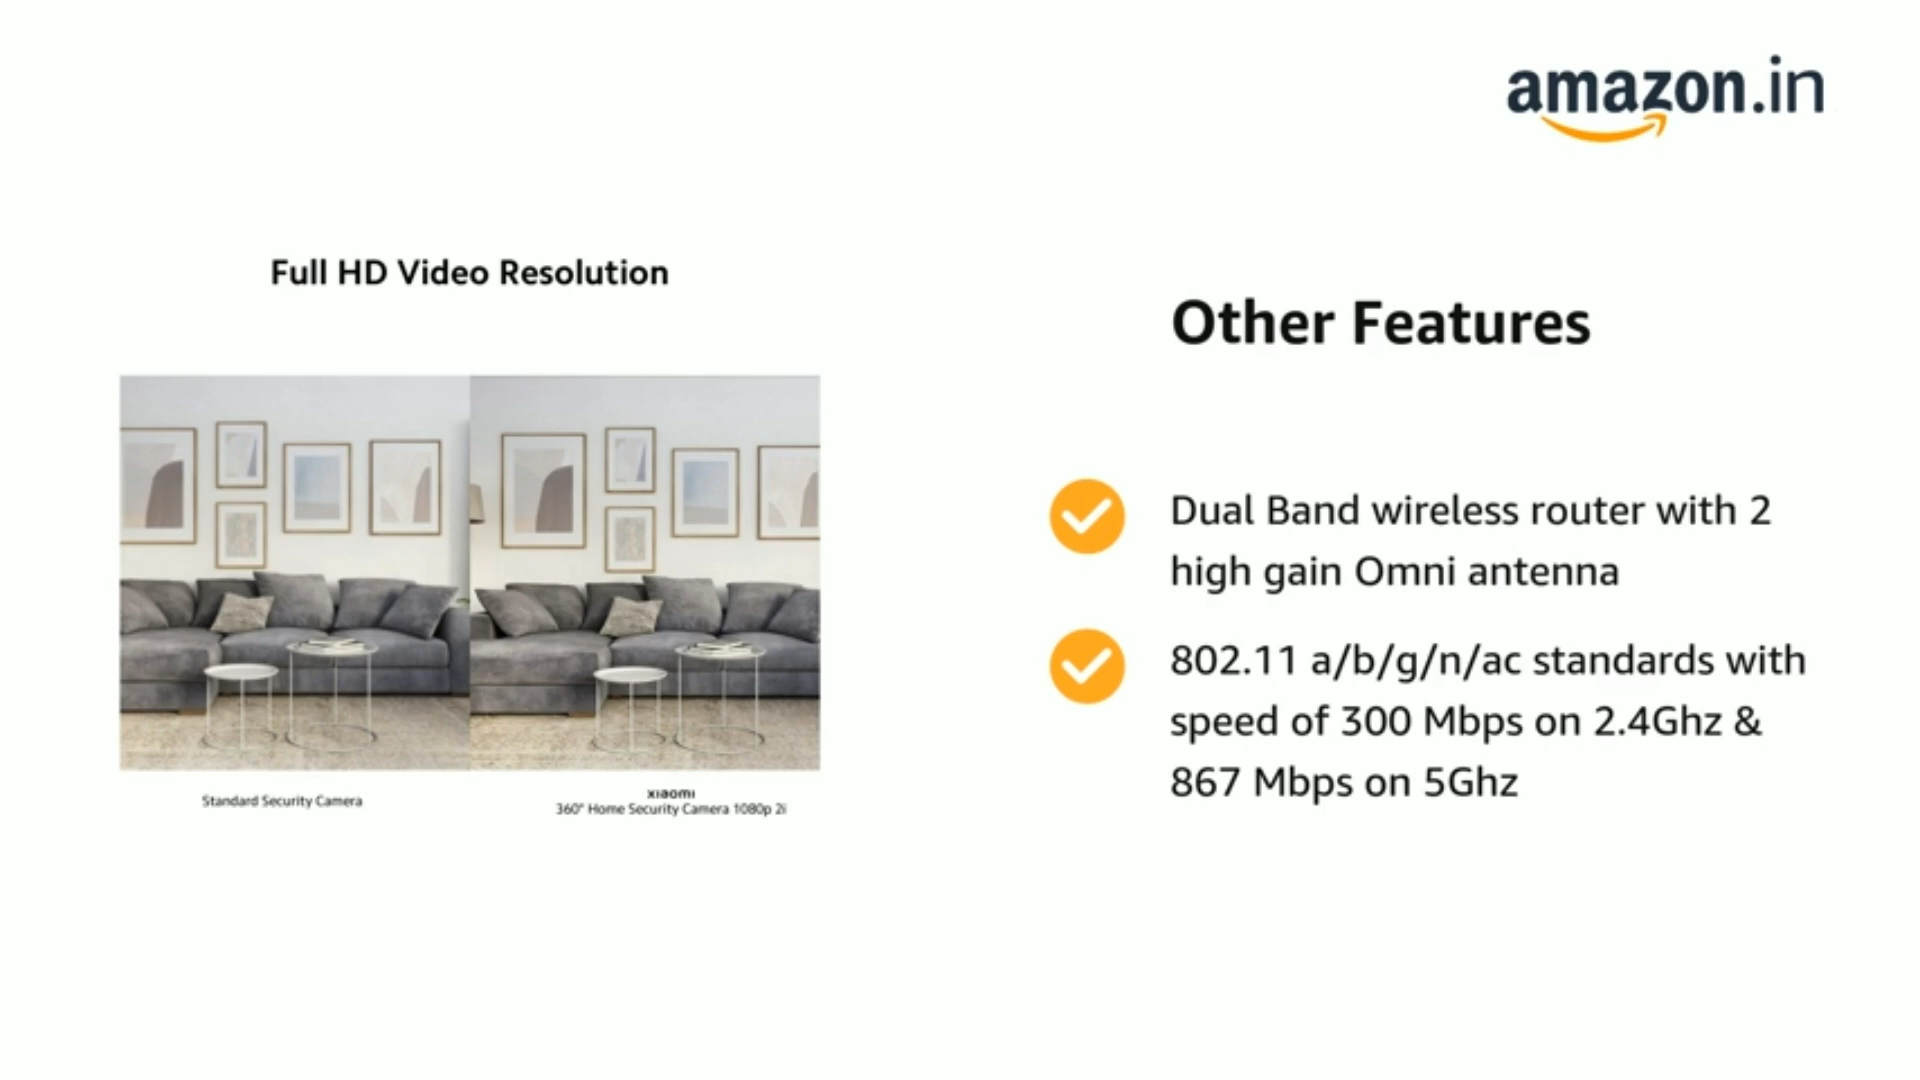 amazon.in
Full HD Video Resolution
Standard Security Camera
xiaomi
360° Home Security Camera 1080p 2i
Other Features
Dual Band wireless router with 2
high gain Omni antenna
802.11 a/b/g/n/ac standards with
speed of 300 Mbps on 2.4Ghz &
867 Mbps on 5Ghz